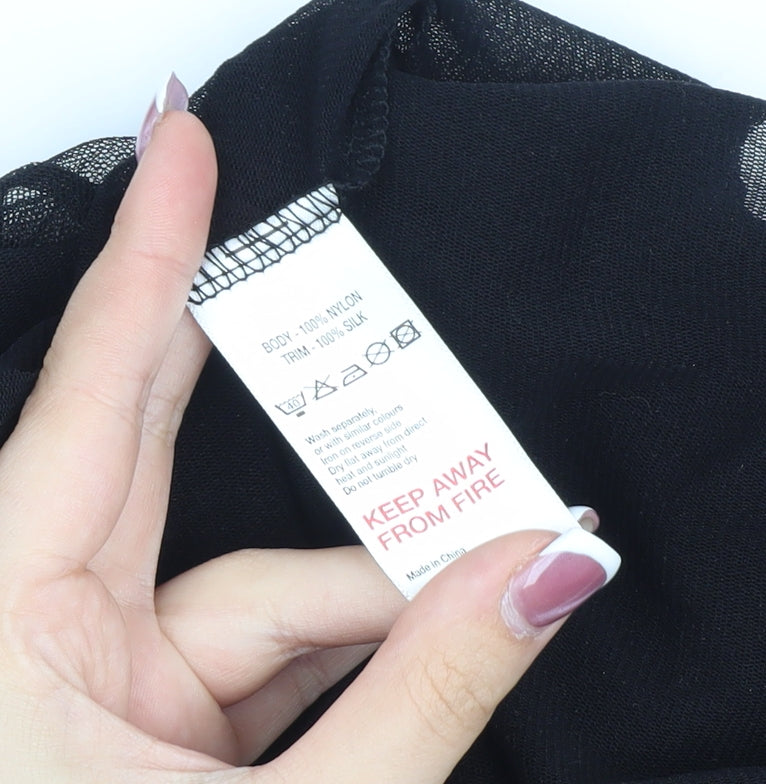 BODY - 100% NYLON
TRIM - 100% SILK
40
Wash separately,
or with similar colours
Iron on reverse side
Dry flat away from direct
heat and sunlight
Do not tumble dry
KEEP AWAY
FROM FIRE
Made in China